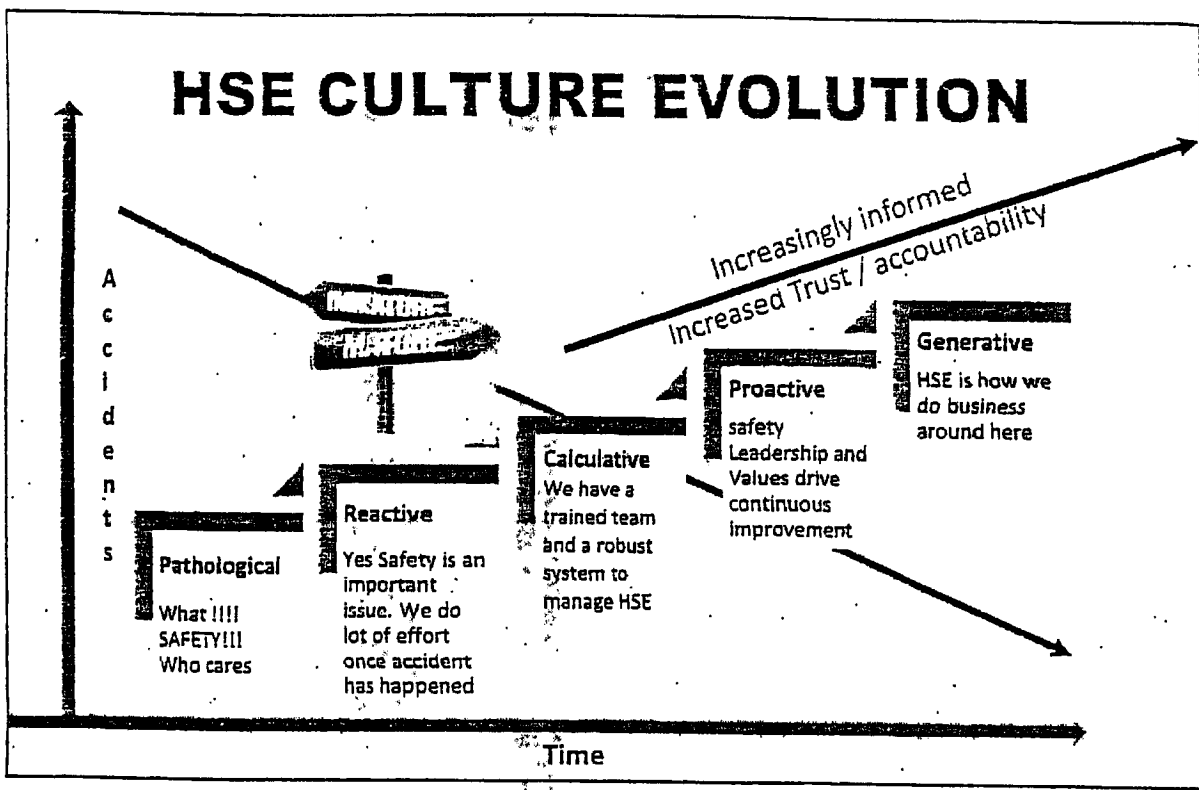 HSE CULTURE EVOLUTION
Accidents
Increasingly informed
Increased Trust / accountability
Pathological
What !!!!
SAFETY!!!
Who cares
Reactive
Yes Safety is an
important
issue. We do
lot of effort
once accident
has happened
Calculative
We have a
trained team
and a robust
system to
manage HSE
Proactive
safety
Leadership and
Values drive
continuous
improvement
Generative
HSE is how we
do business
around here
Time